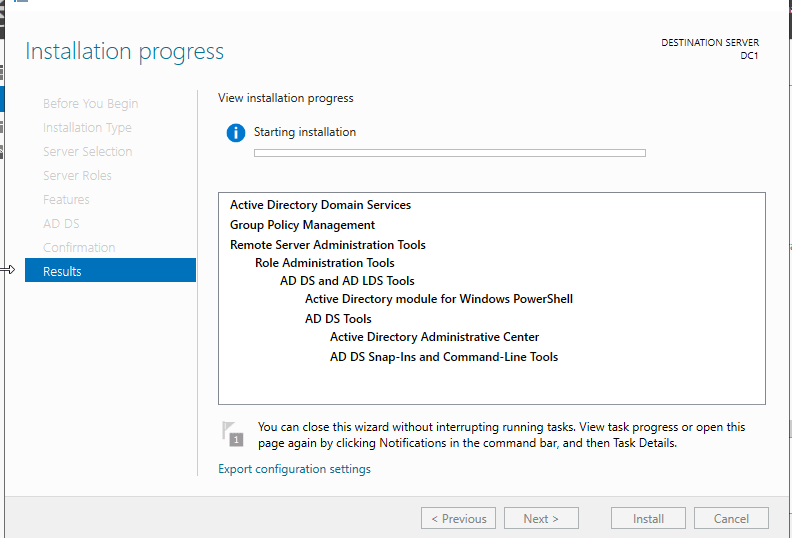 Installation progress
DESTINATION SERVER
DC1
Before You Begin
Installation Type
Server Selection
Server Roles
Features
AD DS
Confirmation
Results
View installation progress
Starting installation
Active Directory Domain Services
Group Policy Management
Remote Server Administration Tools
Role Administration Tools
AD DS and AD LDS Tools
Active Directory module for Windows PowerShell
AD DS Tools
Active Directory Administrative Center
AD DS Snap-Ins and Command-Line Tools
1
You can close this wizard without interrupting running tasks. View task progress or open this
page again by clicking Notifications in the command bar, and then Task Details.
Export configuration settings
< Previous
Next >
Install
Cancel